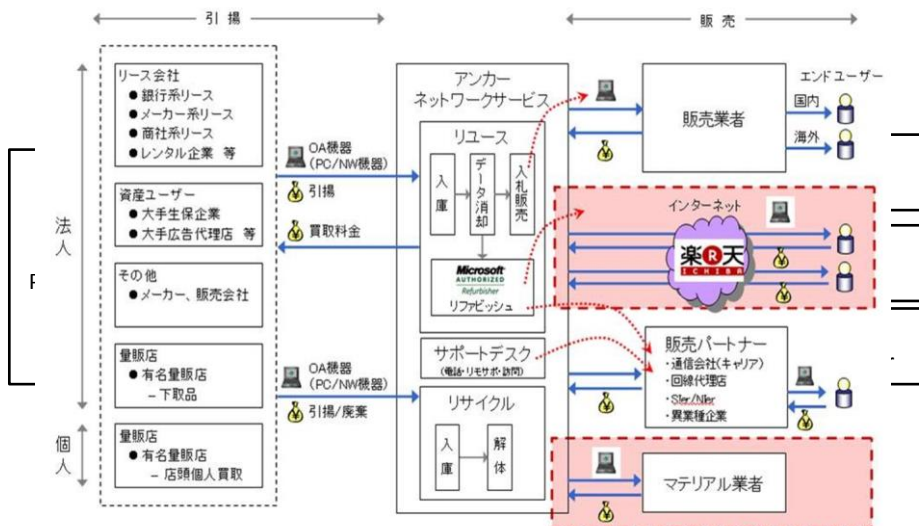 引揚
販売
法人
個人
リース会社
● 銀行系リース
● メーカー系リース
● 商社系リース
● レンタル企業 等
資産ユーザー
● 大手生保企業
● 大手広告代理店 等
その他
● メーカー、販売会社
量販店
● 有名量販店
− 下取品
量販店
● 有名量販店
− 店頭個人買取
OA機器
(PC/NW機器)
引揚
買取料金
OA機器
(PC/NW機器)
引揚/廃棄
アンカー
ネットワークサービス
リユース
入庫
データ消却
入札販売
Microsoft
AUTHORIZED
Refurbisher
リファビッシュ
サポートデスク
(電話・リモサポ・訪問)
リサイクル
入庫
解体
販売業者
エンドユーザー
国内
海外
インターネット
楽R天
ICHIBA
販売パートナー
・通信会社(キャリア)
・回線代理店
・SIer/NIer
・異業種企業
マテリアル業者